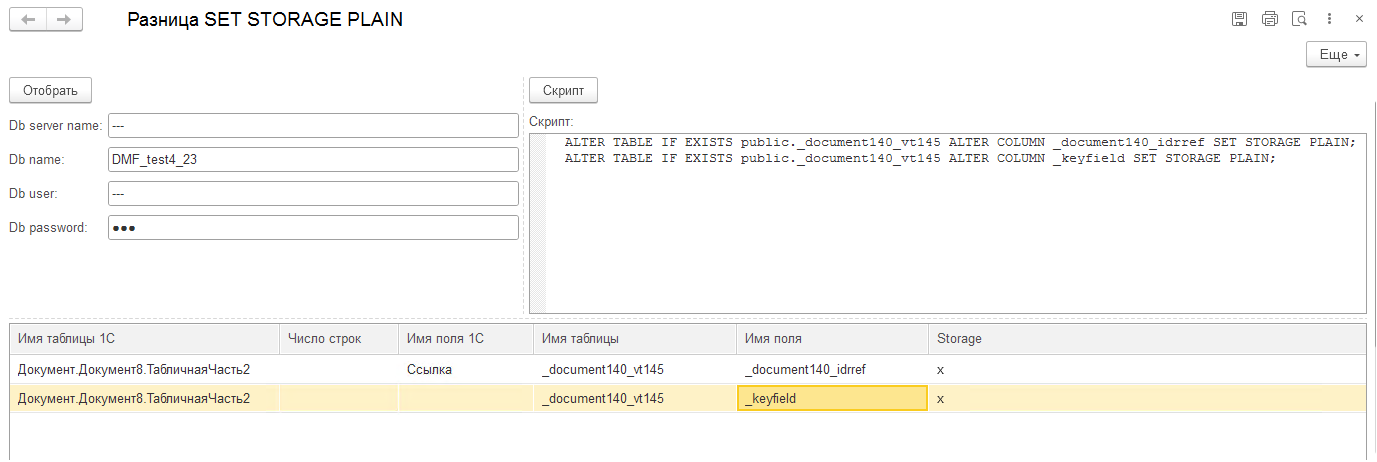 Разница SET STORAGE PLAIN
Еще
Отобрать
Db server name: ---
Db name: DMF_test4_23
Db user: ---
Db password: ●●●
Скрипт
Скрипт:
ALTER TABLE IF EXISTS public._document140_vt145 ALTER COLUMN _document140_idrref SET STORAGE PLAIN;
ALTER TABLE IF EXISTS public._document140_vt145 ALTER COLUMN _keyfield SET STORAGE PLAIN;
Имя таблицы 1С Число строк Имя поля 1С Имя таблицы Имя поля Storage
Документ.Документ8.ТабличнаяЧасть2 Ссылка _document140_vt145 _document140_idrref x
Документ.Документ8.ТабличнаяЧасть2 _document140_vt145 _keyfield x